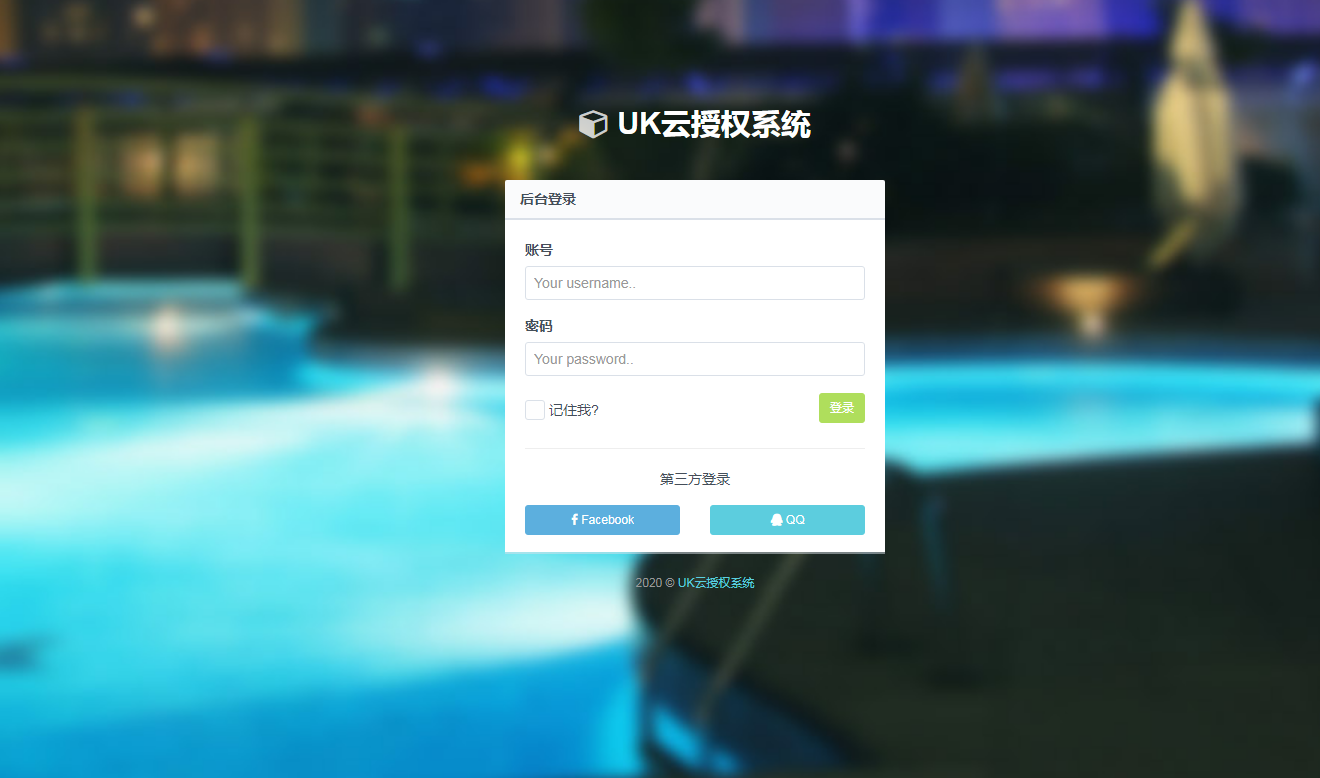 UK云授权系统
后台登录
账号
Your username..
密码
Your password..
记住我?
登录
第三方登录
Facebook
QQ
2020 © UK云授权系统